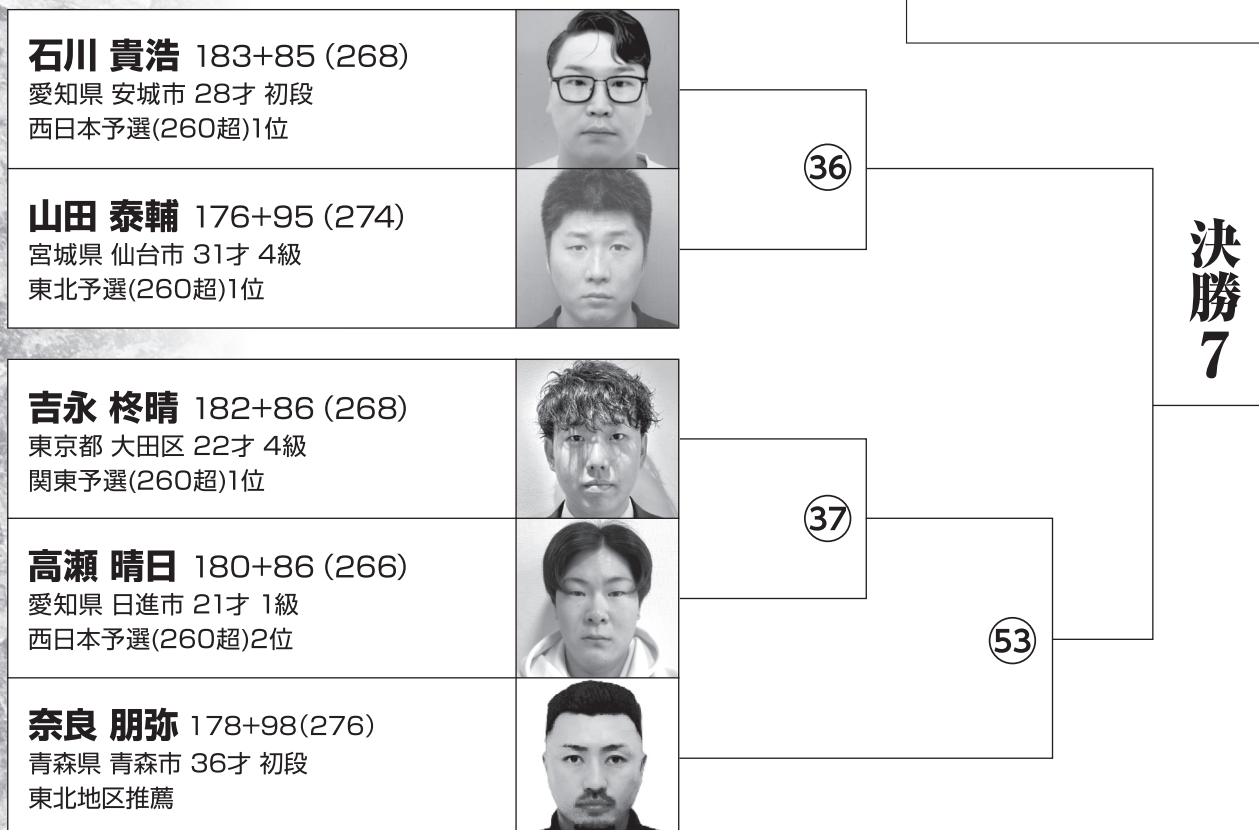 石川 貴浩 183+85 (268)
愛知県 安城市 28才 初段
西日本予選(260超)1位
山田 泰輔 176+95 (274)
宮城県 仙台市 31才 4級
東北予選(260超)1位
吉永 柊晴 182+86 (268)
東京都 大田区 22才 4級
関東予選(260超)1位
高瀬 晴日 180+86 (266)
愛知県 日進市 21才 1級
西日本予選(260超)2位
奈良 朋弥 178+98(276)
青森県 青森市 36才 初段
東北地区推薦
㊱
㊲
53
決勝7